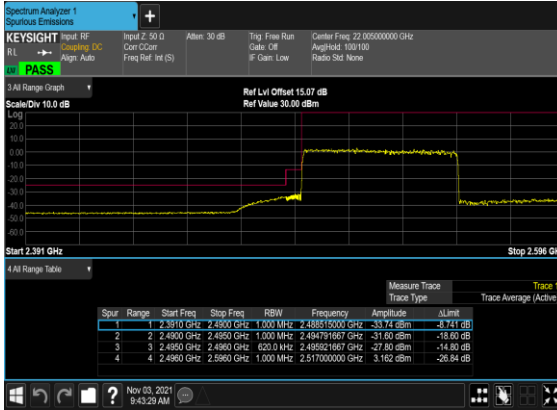 Spectrum Analyzer 1
Spurious Emissions
+
KEYSIGHT Input: RF Input Z: 50 Ω Atten: 30 dB Trig: Free Run Center Freq: 22.005000000 GHz
RL Coupling: DC Corr CCorr Gate: Off Avg|Hold: 100/100
Align: Auto Freq Ref: Int (S) IF Gain: Low Radio Std: None
PASS
3 All Range Graph Ref Lvl Offset 15.07 dB
Scale/Div 10.0 dB Ref Value 30.00 dBm
Log
20.0
10.0
0.00
-10.0
-20.0
-30.0
-40.0
-50.0
-60.0
Start 2.391 GHz Stop 2.596 GH
4 All Range Table
Measure Trace Trace 1
Trace Type Trace Average (Active
Spur Range Start Freq Stop Freq RBW Frequency Amplitude ΔLimit
1 1 2.3910 GHz 2.4900 GHz 1.000 MHz 2.488515000 GHz -33.74 dBm -8.741 dB
2 2 2.4900 GHz 2.4950 GHz 1.000 MHz 2.494791667 GHz -31.60 dBm -18.60 dB
3 3 2.4950 GHz 2.4960 GHz 620.0 kHz 2.495921667 GHz -27.80 dBm -14.80 dB
4 4 2.4960 GHz 2.5960 GHz 1.000 MHz 2.517000000 GHz 3.162 dBm -26.84 dB
? Nov 03, 2021
9:43:29 AM